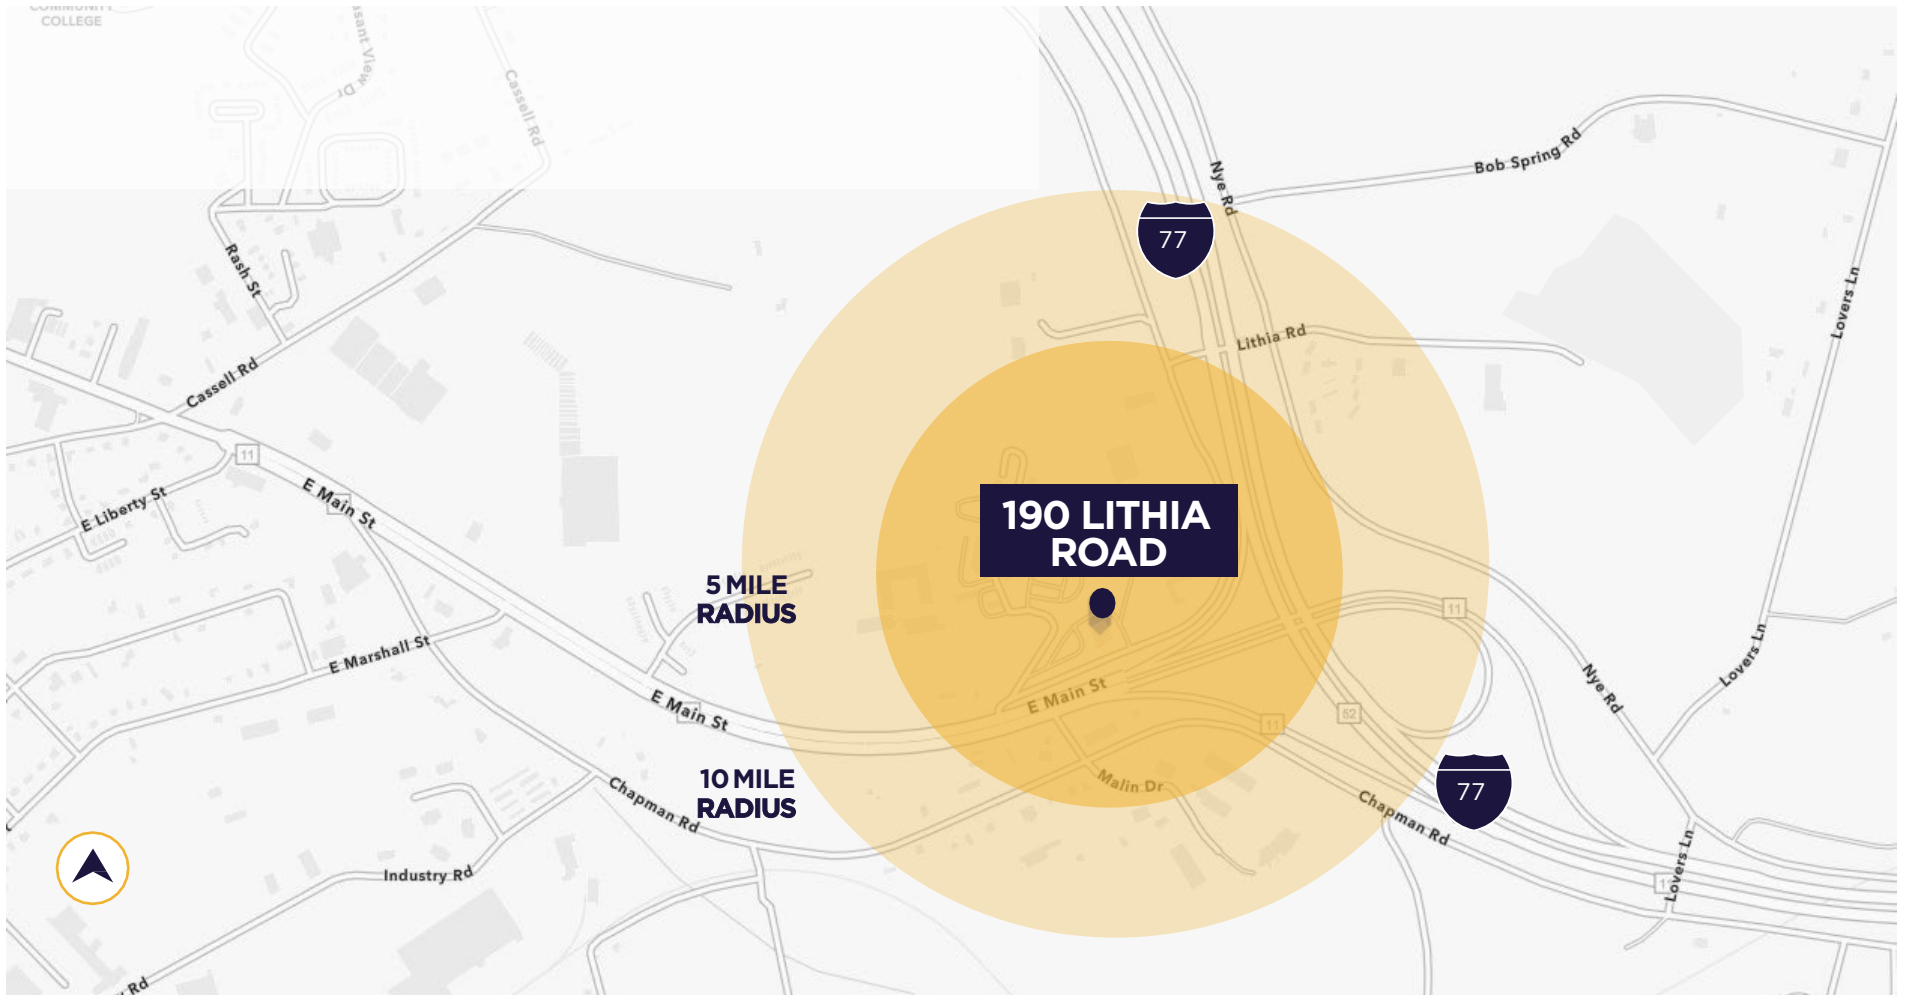 COMMUNITY
COLLEGE
Cassell Rd
Nye Rd
Bob Spring Rd
77
Rash St
Lovers Ln
Lithia Rd
Cassell Rd
11
E Main St
E Liberty St
190 LITHIA
ROAD
5 MILE
RADIUS
11
E Marshall St
Lovers Ln
E Main St
E Main St
Nye Rd
52
11
10 MILE
RADIUS
Malin Dr
77
Chapman Rd
Chapman Rd
Lovers Ln
Industry Rd
Rd